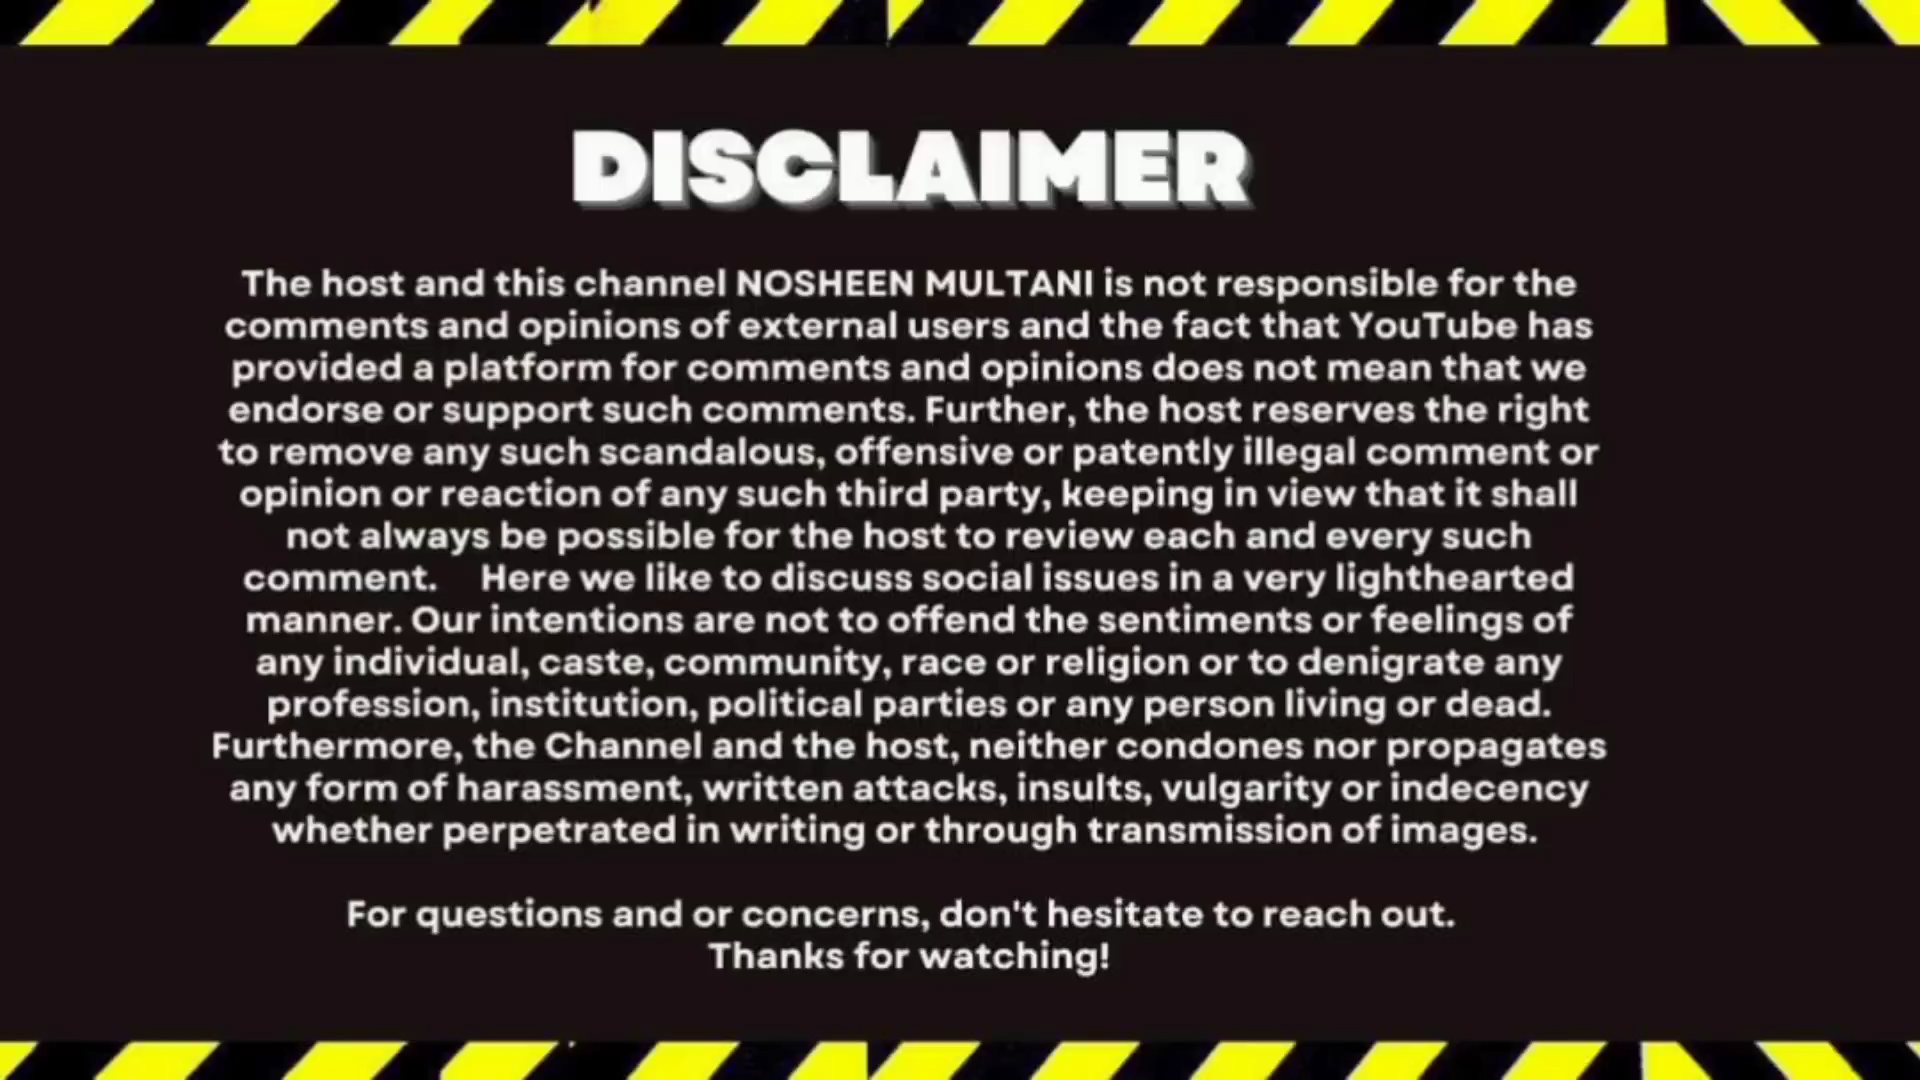 DISCLAIMER
The host and this channel NOSHEEN MULTANI is not responsible for the
comments and opinions of external users and the fact that YouTube has
provided a platform for comments and opinions does not mean that we
endorse or support such comments. Further, the host reserves the right
to remove any such scandalous, offensive or patently illegal comment or
opinion or reaction of any such third party, keeping in view that it shall
not always be possible for the host to review each and every such
comment. Here we like to discuss social issues in a very lighthearted
manner. Our intentions are not to offend the sentiments or feelings of
any individual, caste, community, race or religion or to denigrate any
profession, institution, political parties or any person living or dead.
Furthermore, the Channel and the host, neither condones nor propagates
any form of harassment, written attacks, insults, vulgarity or indecency
whether perpetrated in writing or through transmission of images.
For questions and or concerns, don't hesitate to reach out.
Thanks for watching!